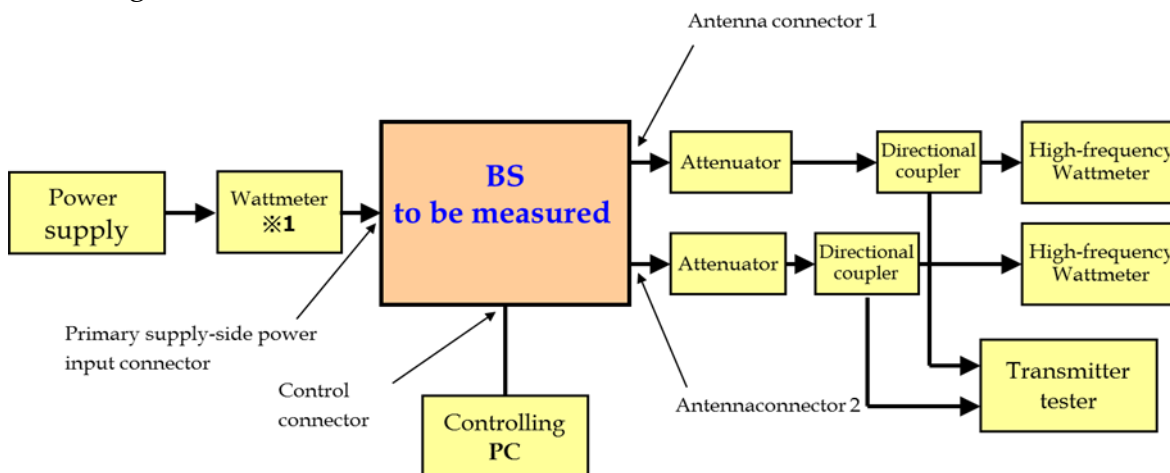 Antenna connector 1
Power
supply
Wattmeter
※1
BS
to be measured
Attenuator
Directional
coupler
High-frequency
Wattmeter
Attenuator
Directional
coupler
High-frequency
Wattmeter
Primary supply-side power
input connector
Control
connector
Controlling
PC
Antennaconnector 2
Transmitter
tester